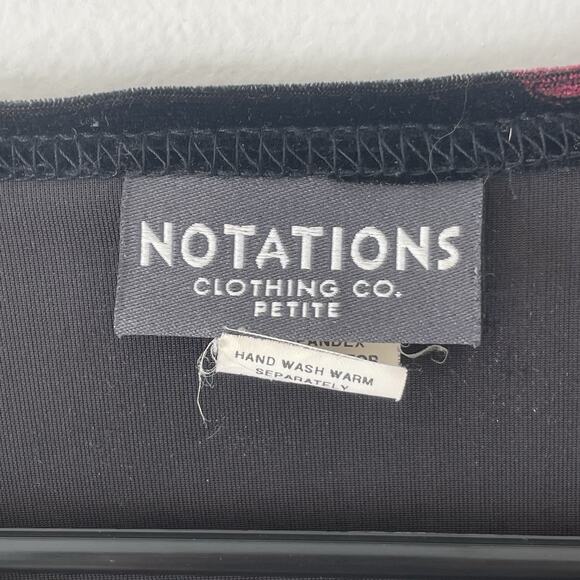 NOTATIONS
CLOTHING CO.
PETITE
HAND WASH WARM
SEPARATELY